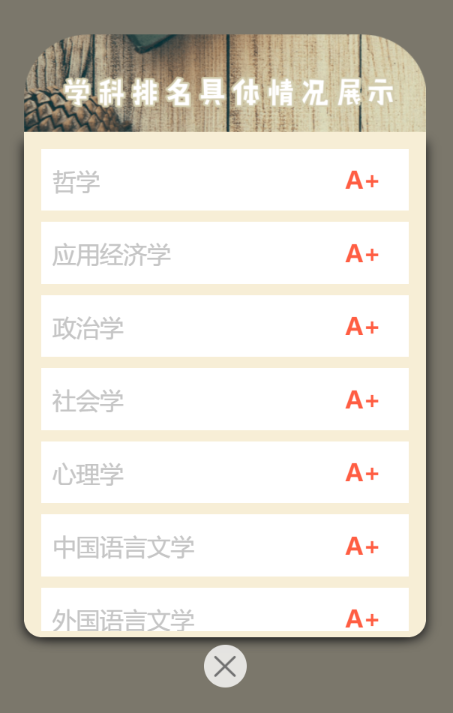 学科排名具体情况展示
哲学 A+
应用经济学 A+
政治学 A+
社会学 A+
心理学 A+
中国语言文学 A+
外国语言文学 A+